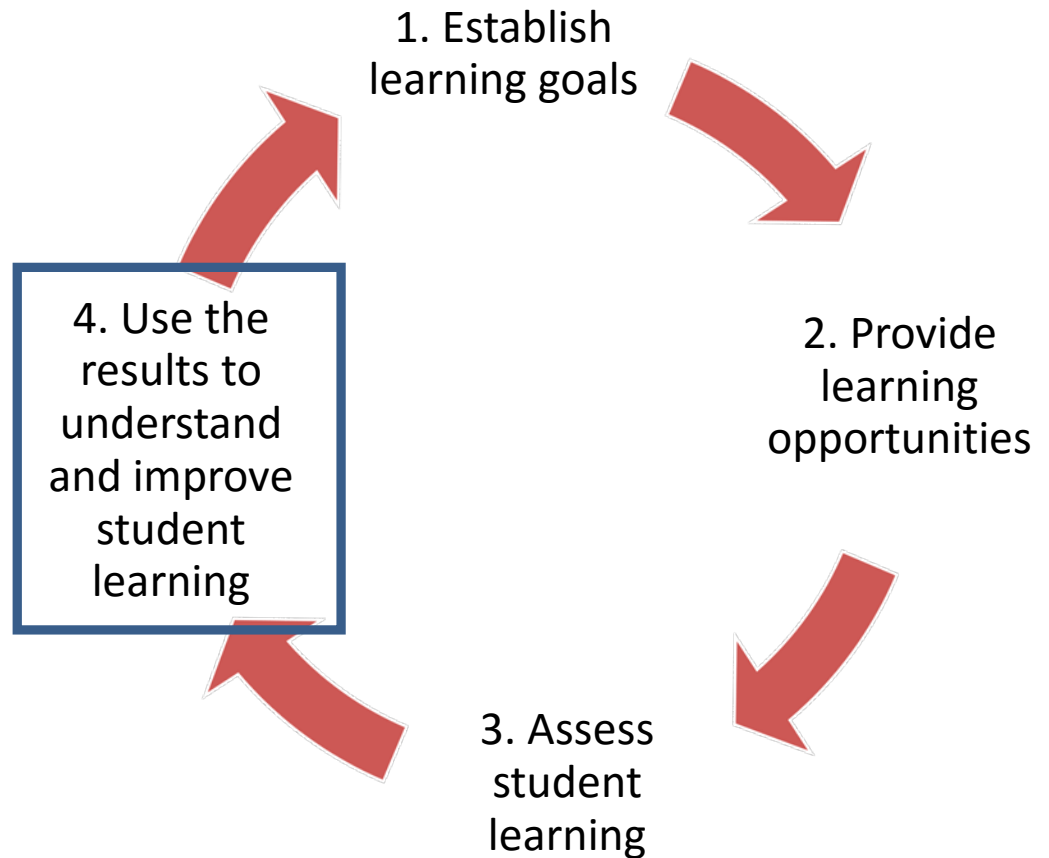 1. Establish
learning goals
2. Provide
learning
opportunities
3. Assess
student
learning
4. Use the
results to
understand
and improve
student
learning